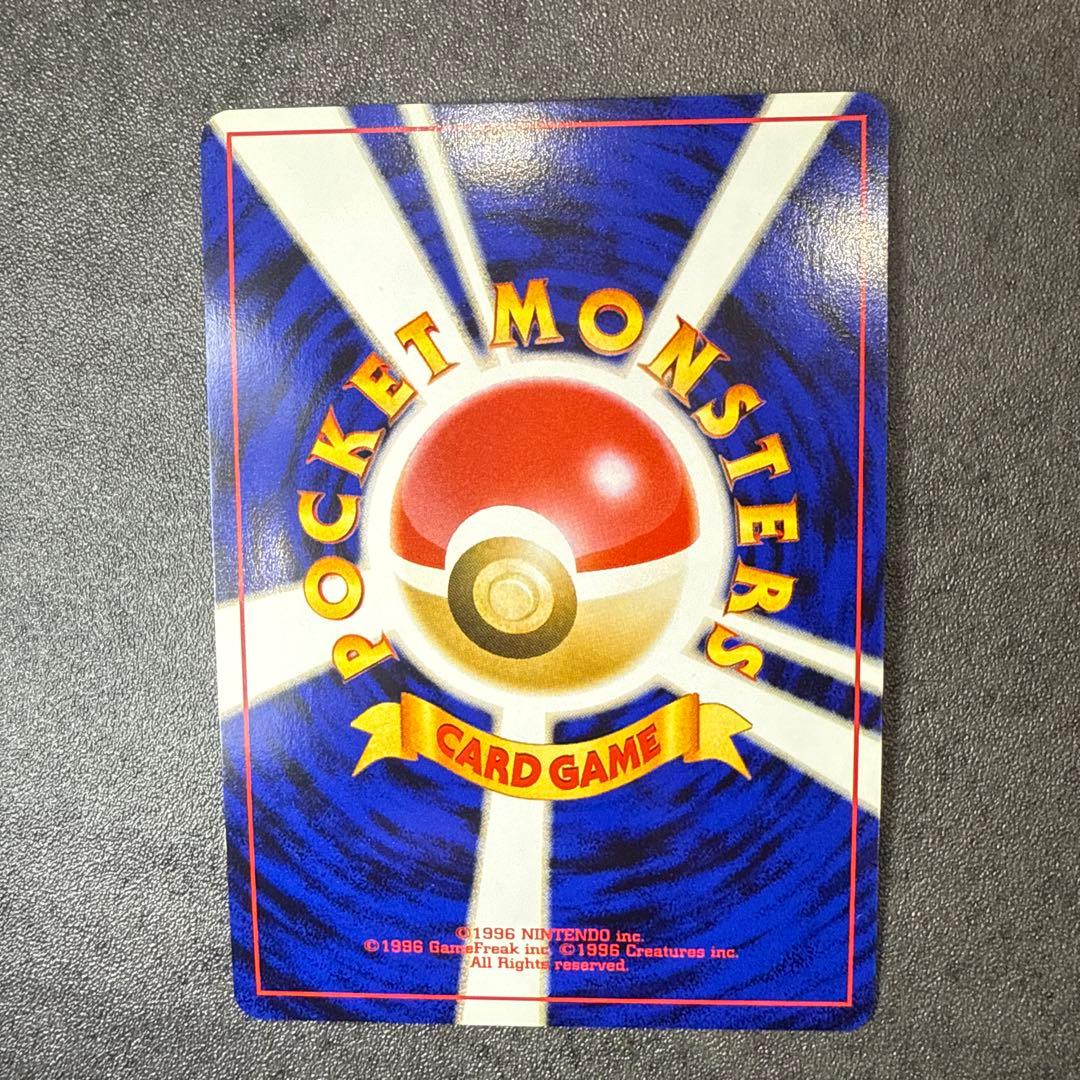 POCKET MONSTERS
CARD GAME
©1996 NINTENDO inc.
©1996 GameFreak inc. ©1996 Creatures inc.
All Rights reserved.